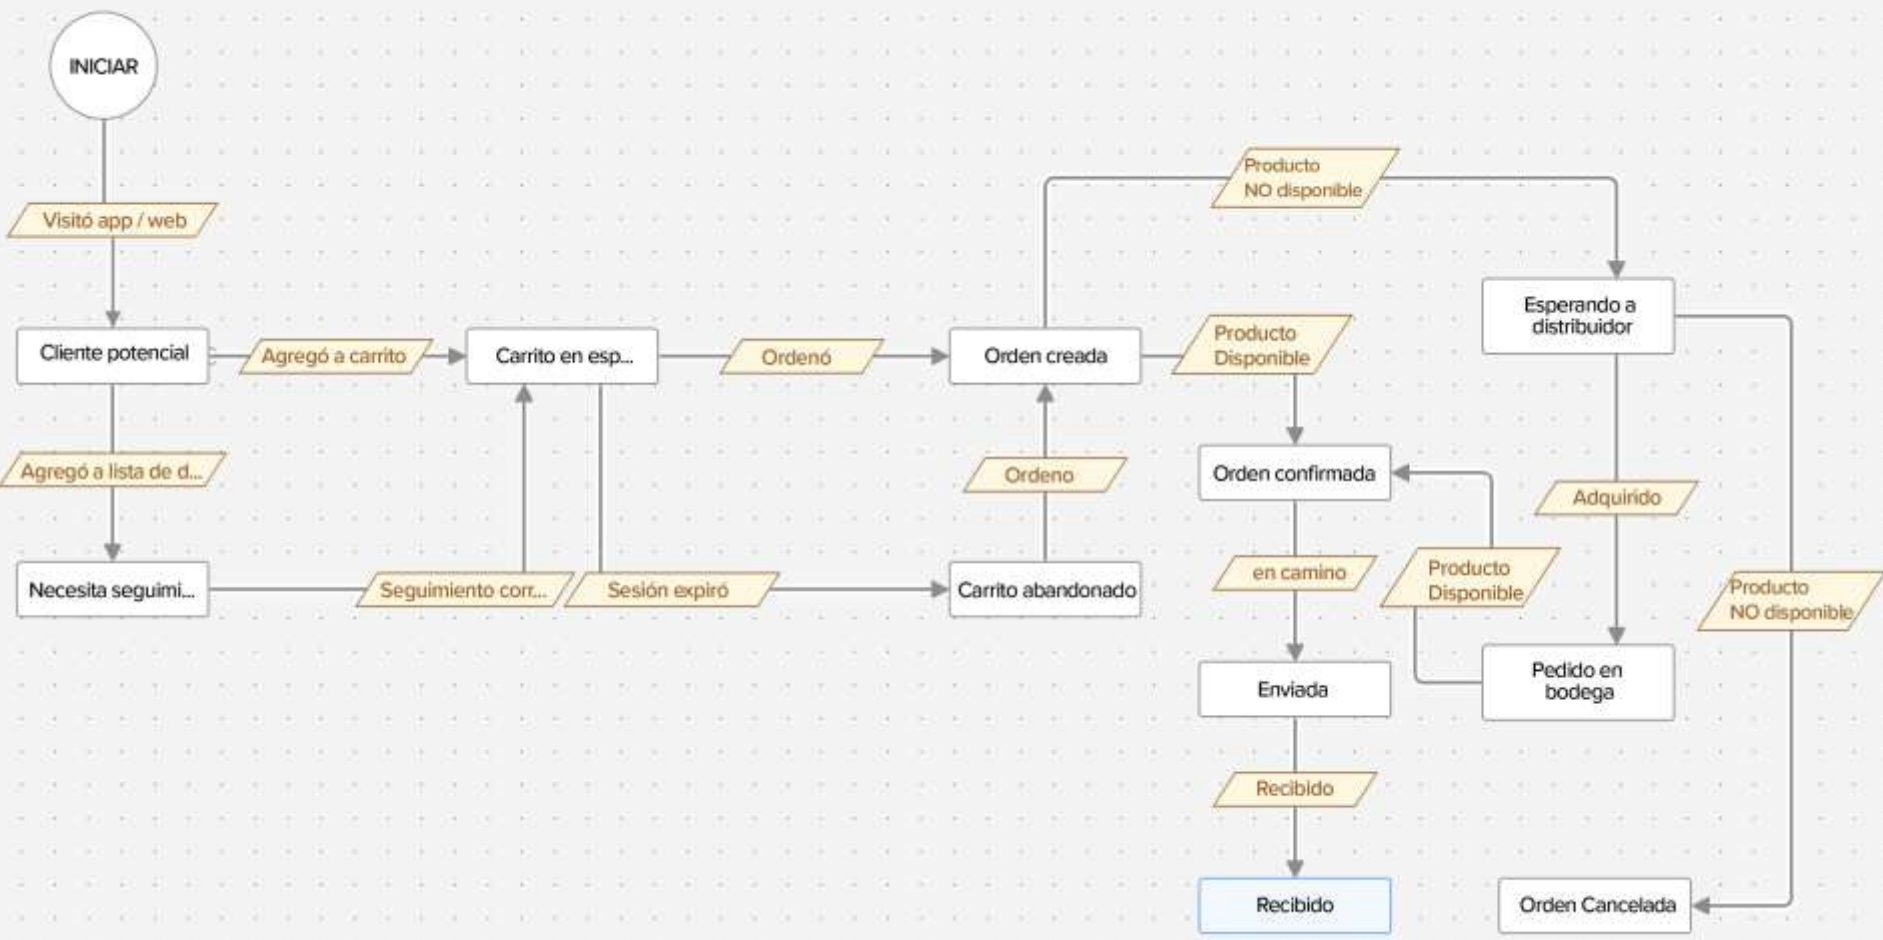 INICIAR
Visitó app / web
Cliente potencial
Agregó a carrito
Carrito en esp...
Ordenó
Orden creada
Producto
NO disponible
Producto
Disponible
Esperando a
distribuidor
Agregó a lista de d...
Ordeno
Orden confirmada
Adquirido
Necesita seguimi...
Seguimiento corr...
Sesión expiró
Carrito abandonado
en camino
Producto
Disponible
Producto
NO disponible
Enviada
Pedido en
bodega
Recibido
Recibido
Orden Cancelada